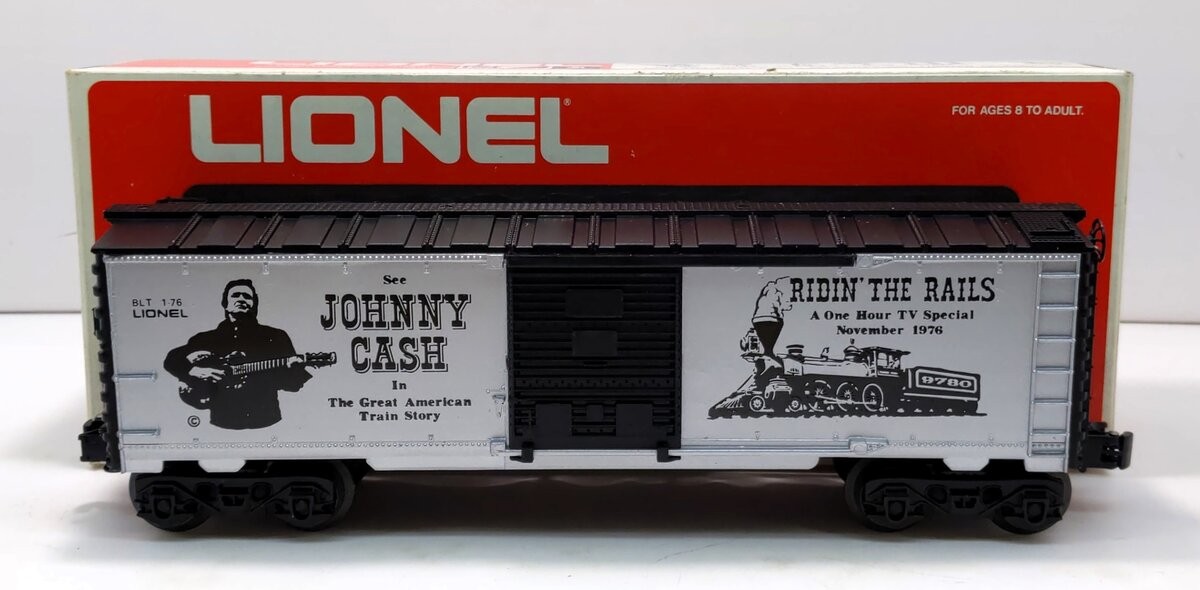 LIONEL®
FOR AGES 8 TO ADULT.
BLT 1-76
LIONEL
©
See
JOHNNY
CASH
In
The Great American
Train Story
RIDIN' THE RAILS
A One Hour TV Special
November 1976
9780